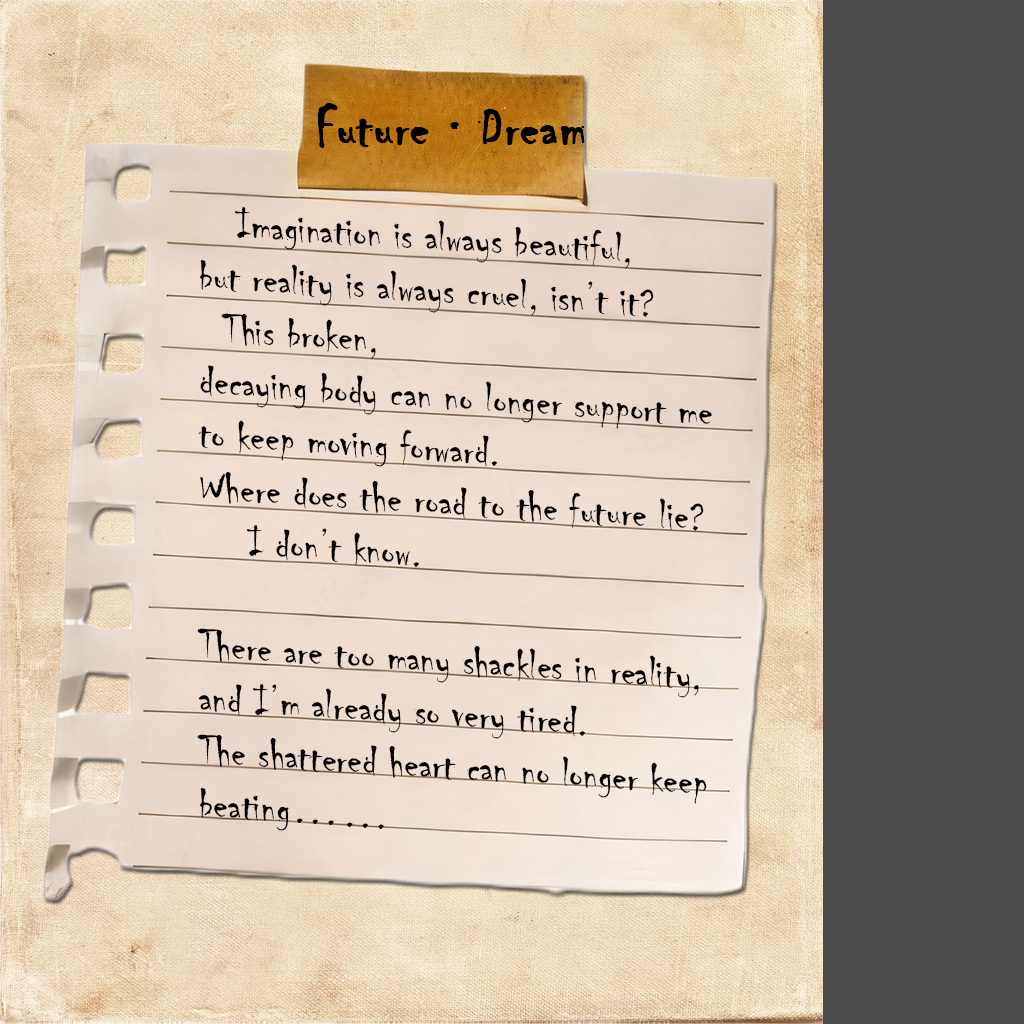 Future · Dream
Imagination is always beautiful,
but reality is always cruel, isn't it?
This broken,
decaying body can no longer support me
to keep moving forward.
Where does the road to the future lie?
I don't know.
There are too many shackles in reality,
and I'm already so very tired.
The shattered heart can no longer keep
beating......